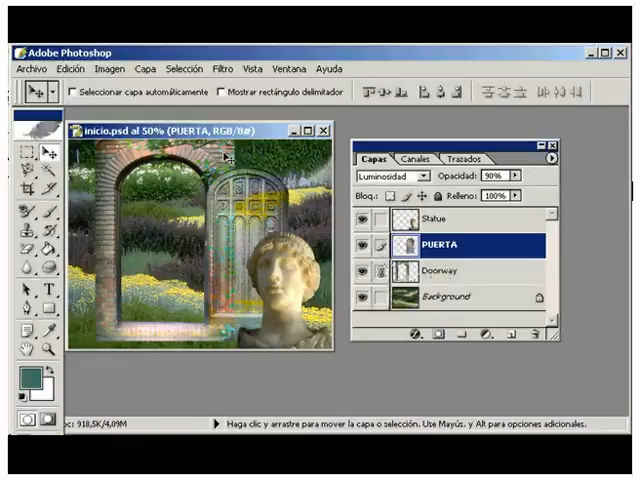 Adobe Photoshop
Archivo Edición Imagen Capa Selección Filtro Vista Ventana Ayuda
Seleccionar capa automáticamente Mostrar rectángulo delimitador
inicio.psd al 50% (PUERTA, RGB/8#)
Capas Canales Trazados
Luminosidad Opacidad: 90%
Bloq.: Relleno: 100%
Statue
PUERTA
Doorway
Background
oc: 918,5K/4,09M Haga clic y arrastre para mover la capa o selección. Use Mayús. y Alt para opciones adicionales.